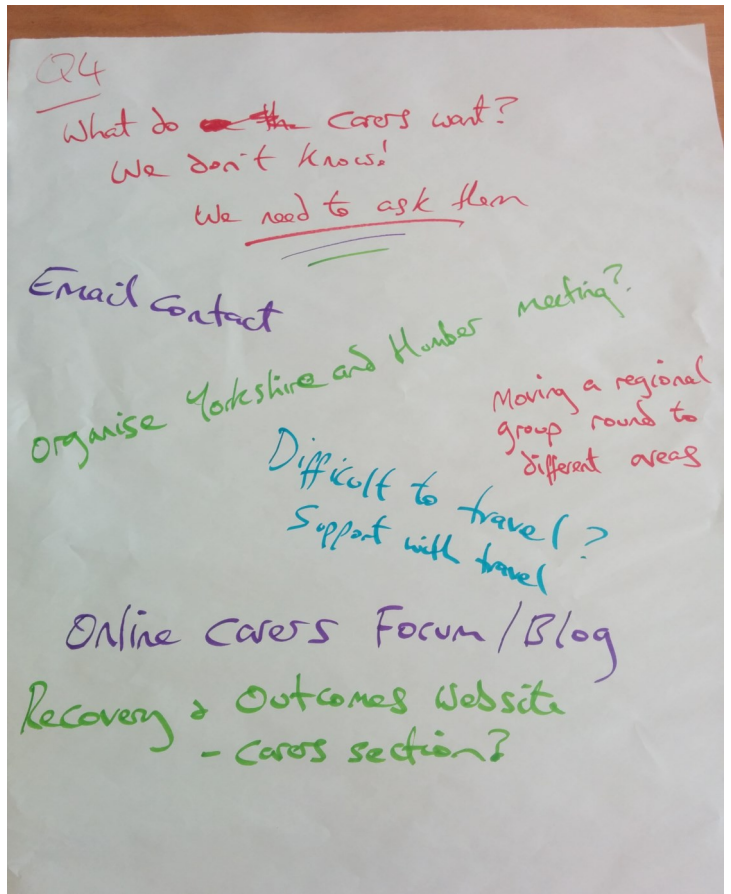 Q4
What do carers want?
We don't know!
We need to ask them
Email contact
Organise Yorkshire and Humber meeting?
Moving a regional
group round to
different areas
Difficult to travel?
Support with travel
Online carers Forum/Blog
Recovery & Outcomes Website
- carers section?